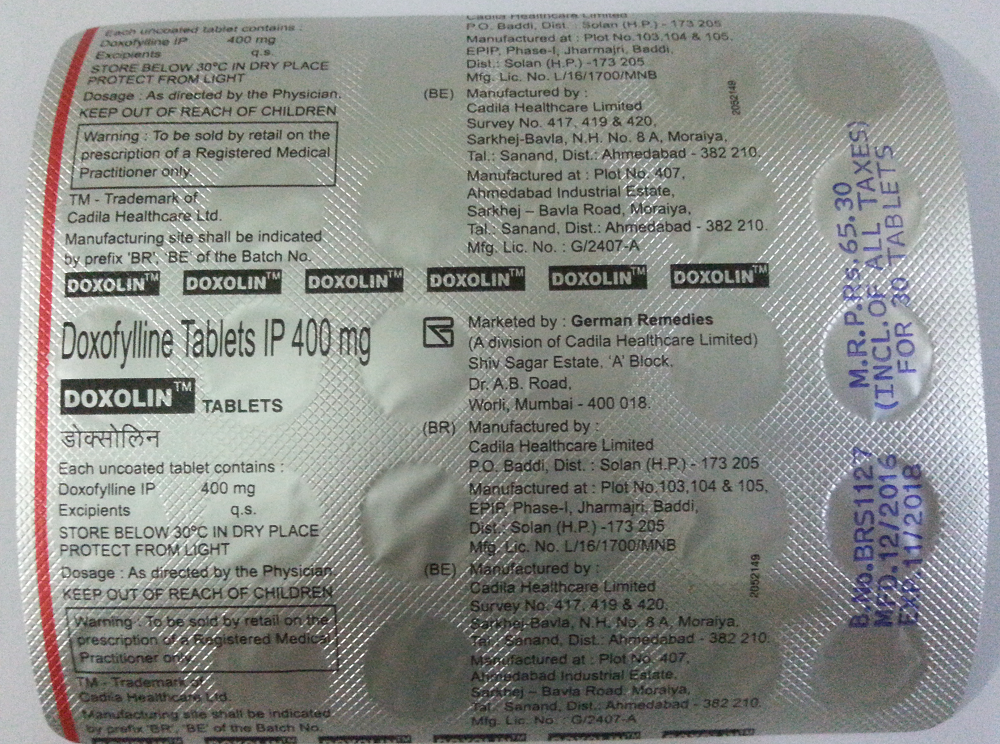 Each uncoated tablet contains :
Doxofylline IP 400 mg
Excipients q.s.
STORE BELOW 30°C IN DRY PLACE
PROTECT FROM LIGHT
Dosage : As directed by the Physician.
KEEP OUT OF REACH OF CHILDREN
Warning : To be sold by retail on the
prescription of a Registered Medical
Practitioner only.
TM - Trademark of
Cadila Healthcare Ltd.
Manufacturing site shall be indicated
by prefix 'BR', 'BE' of the Batch No.
Cadila Healthcare Limited
P.O. Baddi, Dist. : Solan (H.P.) - 173 205
Manufactured at : Plot No.103,104 & 105,
EPIP, Phase-I, Jharmajri, Baddi,
Dist.: Solan (H.P.) -173 205
Mfg. Lic. No. L/16/1700/MNB
(BE) Manufactured by :
Cadila Healthcare Limited
Survey No. 417, 419 & 420,
Sarkhej-Bavla, N.H. No. 8 A, Moraiya,
Tal.: Sanand, Dist.: Ahmedabad - 382 210.
Manufactured at : Plot No. 407,
Ahmedabad Industrial Estate,
Sarkhej – Bavla Road, Moraiya,
Tal.: Sanand, Dist.: Ahmedabad - 382 210.
Mfg. Lic. No. : G/2407-A
2052149
DOXOLIN™ DOXOLIN™ DOXOLIN™ DOXOLIN™ DOXOLIN™ DOXOLIN™
Doxofylline Tablets IP 400 mg
DOXOLIN™ TABLETS
डोक्सोलिन
Each uncoated tablet contains :
Doxofylline IP 400 mg
Excipients q.s.
STORE BELOW 30°C IN DRY PLACE
PROTECT FROM LIGHT
Dosage : As directed by the Physician.
KEEP OUT OF REACH OF CHILDREN
Warning : To be sold by retail on the
prescription of a Registered Medical
Practitioner only.
TM - Trademark of
Cadila Healthcare Ltd.
Manufacturing site shall be indicated
by prefix 'BR', 'BE' of the Batch No.
Marketed by : German Remedies
(A division of Cadila Healthcare Limited)
Shiv Sagar Estate, 'A' Block,
Dr. A.B. Road,
Worli, Mumbai - 400 018.
(BR) Manufactured by :
Cadila Healthcare Limited
P.O. Baddi, Dist. : Solan (H.P.) - 173 205
Manufactured at : Plot No.103,104 & 105,
EPIP, Phase-I, Jharmajri, Baddi,
Dist.: Solan (H.P.) -173 205
Mfg. Lic. No. L/16/1700/MNB
(BE) Manufactured by :
Cadila Healthcare Limited
Survey No. 417, 419 & 420,
Sarkhej-Bavla, N.H. No. 8 A, Moraiya,
Tal.: Sanand, Dist.: Ahmedabad - 382 210.
Manufactured at : Plot No. 407,
Ahmedabad Industrial Estate,
Sarkhej – Bavla Road, Moraiya,
Tal.: Sanand, Dist.: Ahmedabad - 382 210.
Mfg. Lic. No. : G/2407-A
2052149
M.R.P.Rs.65.30
(INCL.OF ALL TAXES)
FOR 30 TABLETS
B.No.BRS1127
MFD.12/2016
EXP.11/2018